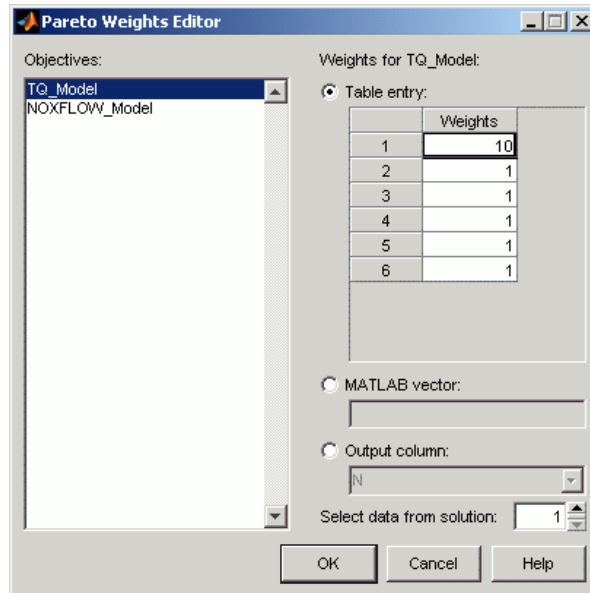 Pareto Weights Editor
Objectives:
TQ_Model
NOXFLOW_Model
Weights for TQ_Model:
Table entry:
Weights
1 10
2 1
3 1
4 1
5 1
6 1
MATLAB vector:
Output column:
N
Select data from solution: 1
OK Cancel Help